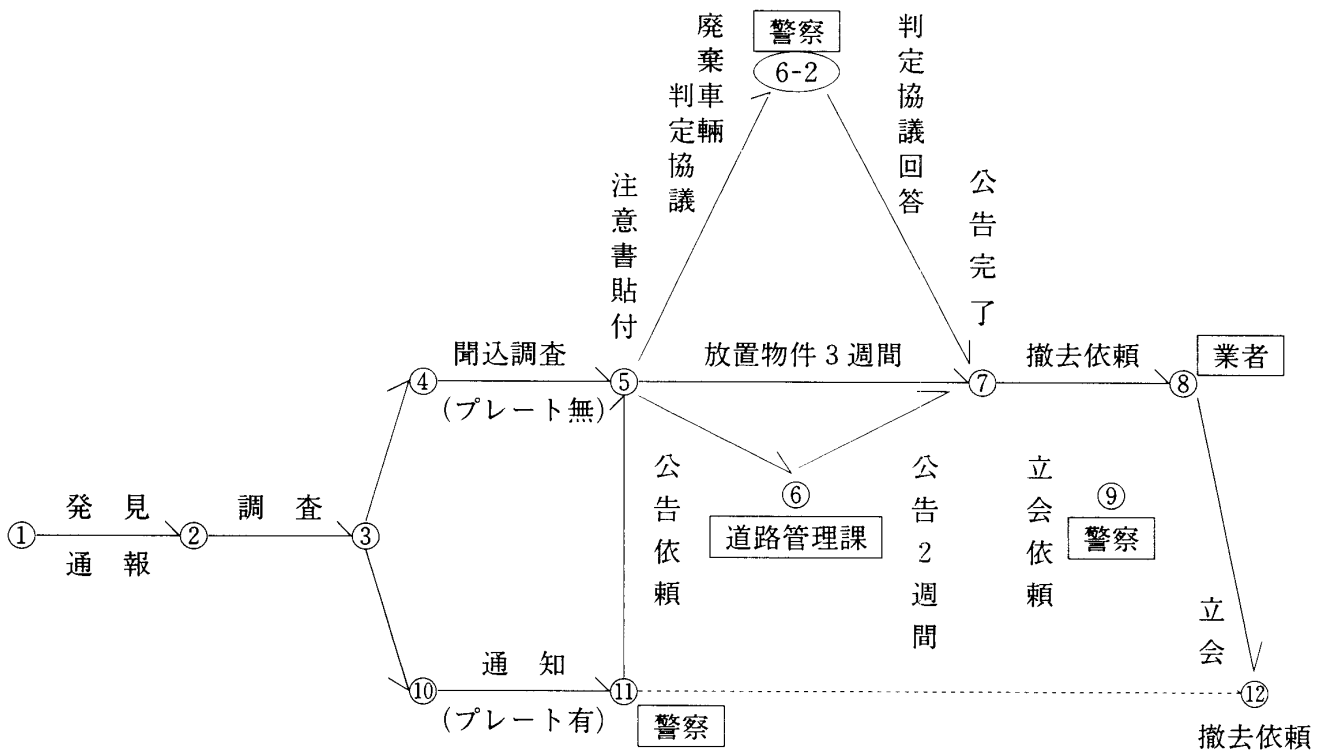 警察
6-2
廃棄車輛
判定協議
判定協議回答
注意書貼付
公告完了
聞込調査
放置物件3週間
撤去依頼
業者
④
⑤
⑦
⑧
(プレート無)
公告依頼
⑥
道路管理課
公告2週間
立会依頼
⑨
警察
発見
通報
調査
①
②
③
立会
通知
⑩
⑪
⑫
(プレート有)
警察
撤去依頼